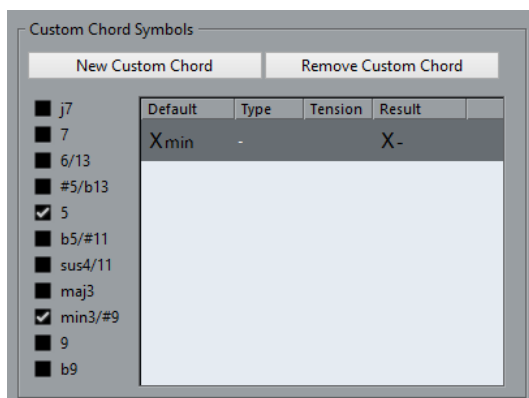 Custom Chord Symbols
New Custom Chord Remove Custom Chord
j7
7
6/13
#5/b13
5
b5/#11
sus4/11
maj3
min3/#9
9
b9
Default Type Tension Result
Xmin - X-